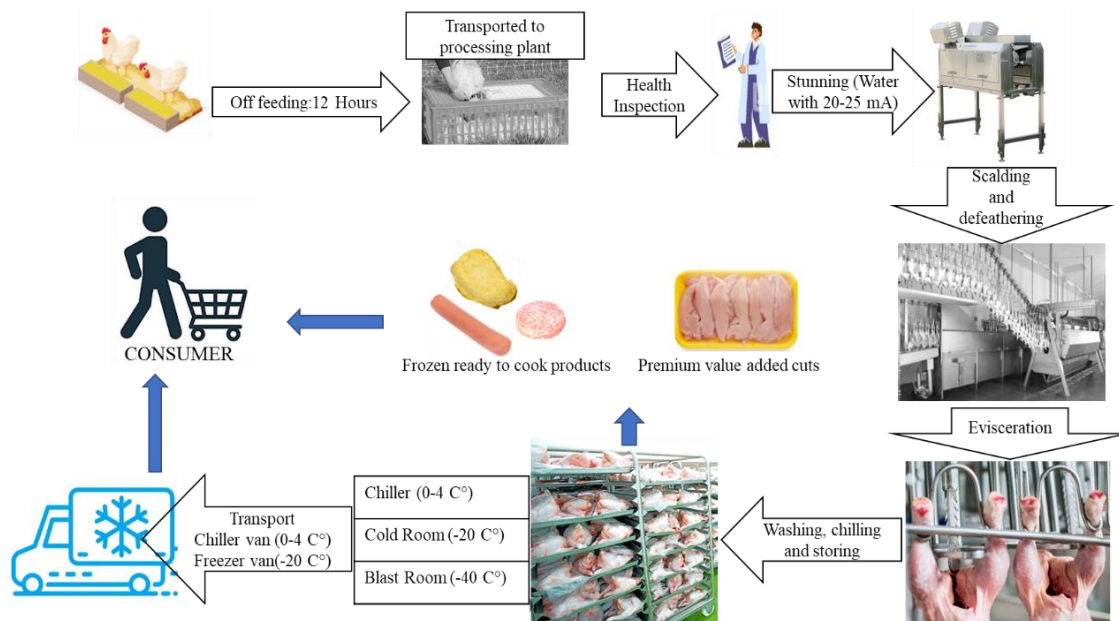 Off feeding:12 Hours
Transported to
processing plant
Health
Inspection
Stunning (Water
with 20-25 mA)
Scalding
and
defeathering
Evisceration
Washing, chilling
and storing
Chiller (0-4 C°)
Cold Room (-20 C°)
Blast Room (-40 C°)
Transport
Chiller van (0-4 C°)
Freezer van(-20 C°)
Frozen ready to cook products
Premium value added cuts
CONSUMER